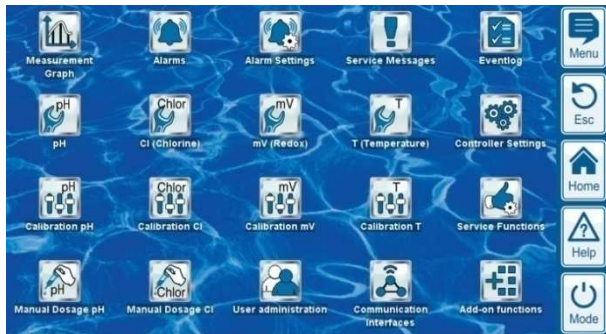 Measurement
Graph
Alarms
Alarm Settings
Service Messages
Eventlog
Menu
pH
pH
Chlor
Cl (Chlorine)
mV
mV (Redox)
T
T (Temperature)
Controller Settings
Esc
pH
Calibration pH
Chlor
Calibration Cl
mV
Calibration mV
T
Calibration T
Service Functions
Home
pH
Manual Dosage pH
Chlor
Manual Dosage Cl
User administration
Communication
Interfaces
Add-on functions
?
Help
Mode